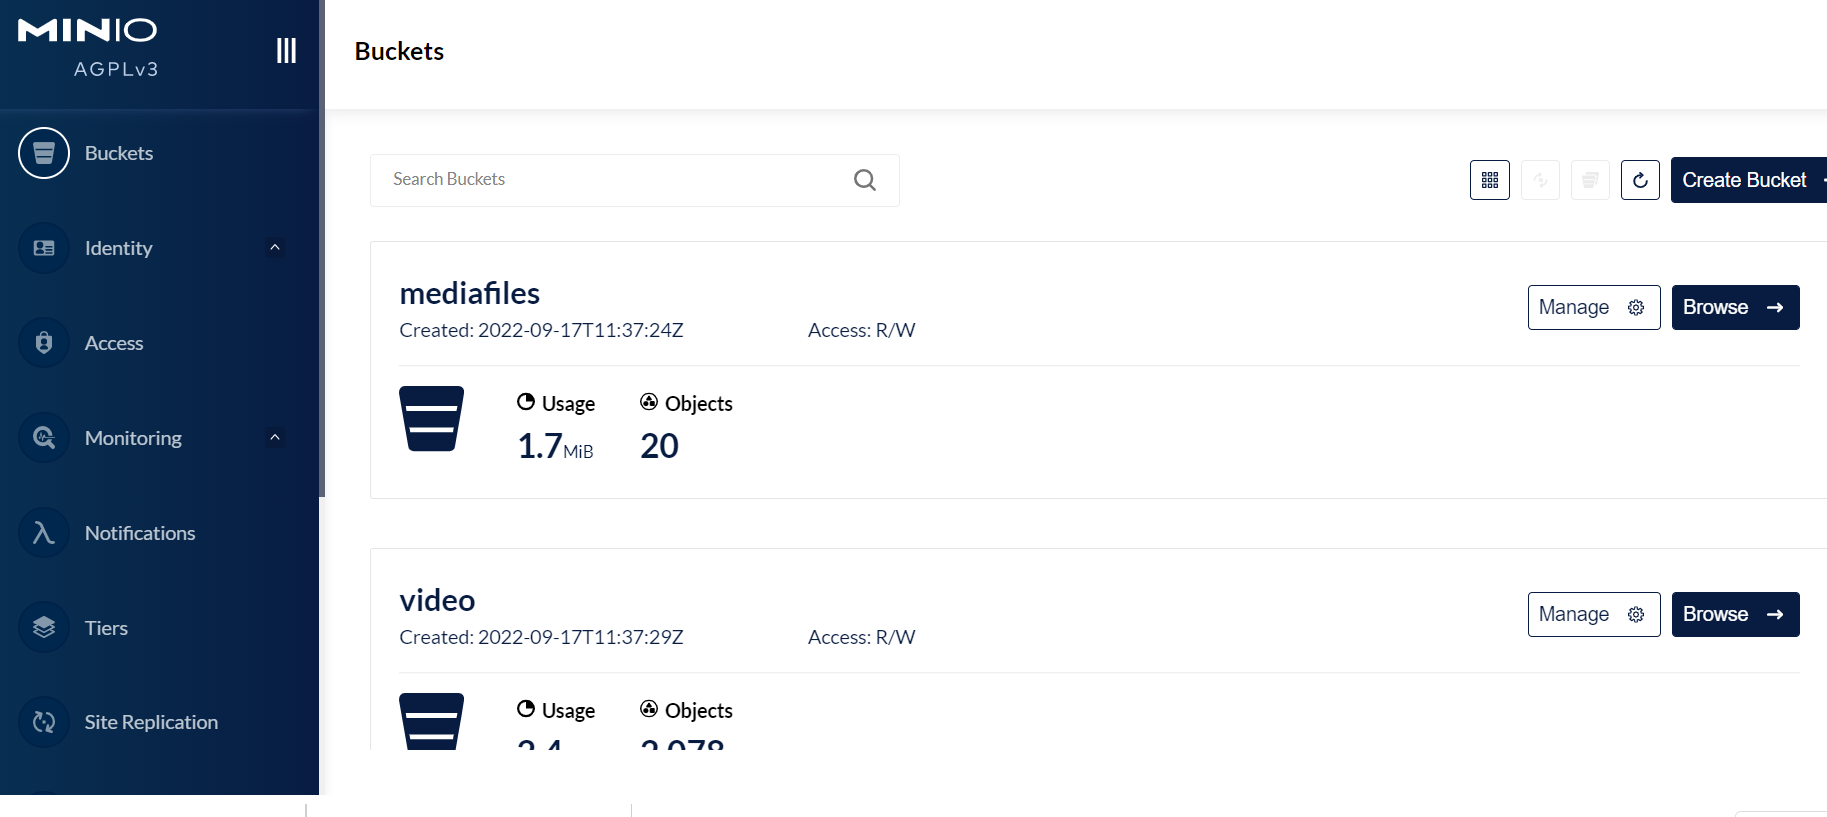 MINIO
AGPLv3
Buckets
Identity
Access
Monitoring
Notifications
Tiers
Site Replication
Buckets
Search Buckets
Create Bucket
mediafiles
Created: 2022-09-17T11:37:24Z Access: R/W
Manage Browse
Usage Objects
1.7MiB 20
video
Created: 2022-09-17T11:37:29Z Access: R/W
Manage Browse
Usage Objects